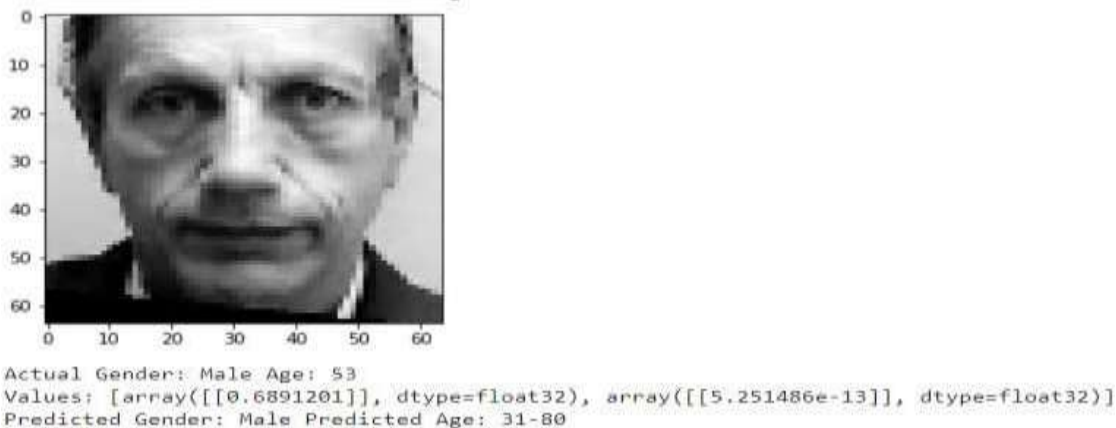 0
10
20
30
40
50
60
0 10 20 30 40 50 60
Actual Gender: Male Age: 53
Values: [array([[0.6891201]], dtype=float32), array([[5.251486e-13]], dtype=float32)]
Predicted Gender: Male Predicted Age: 31-80